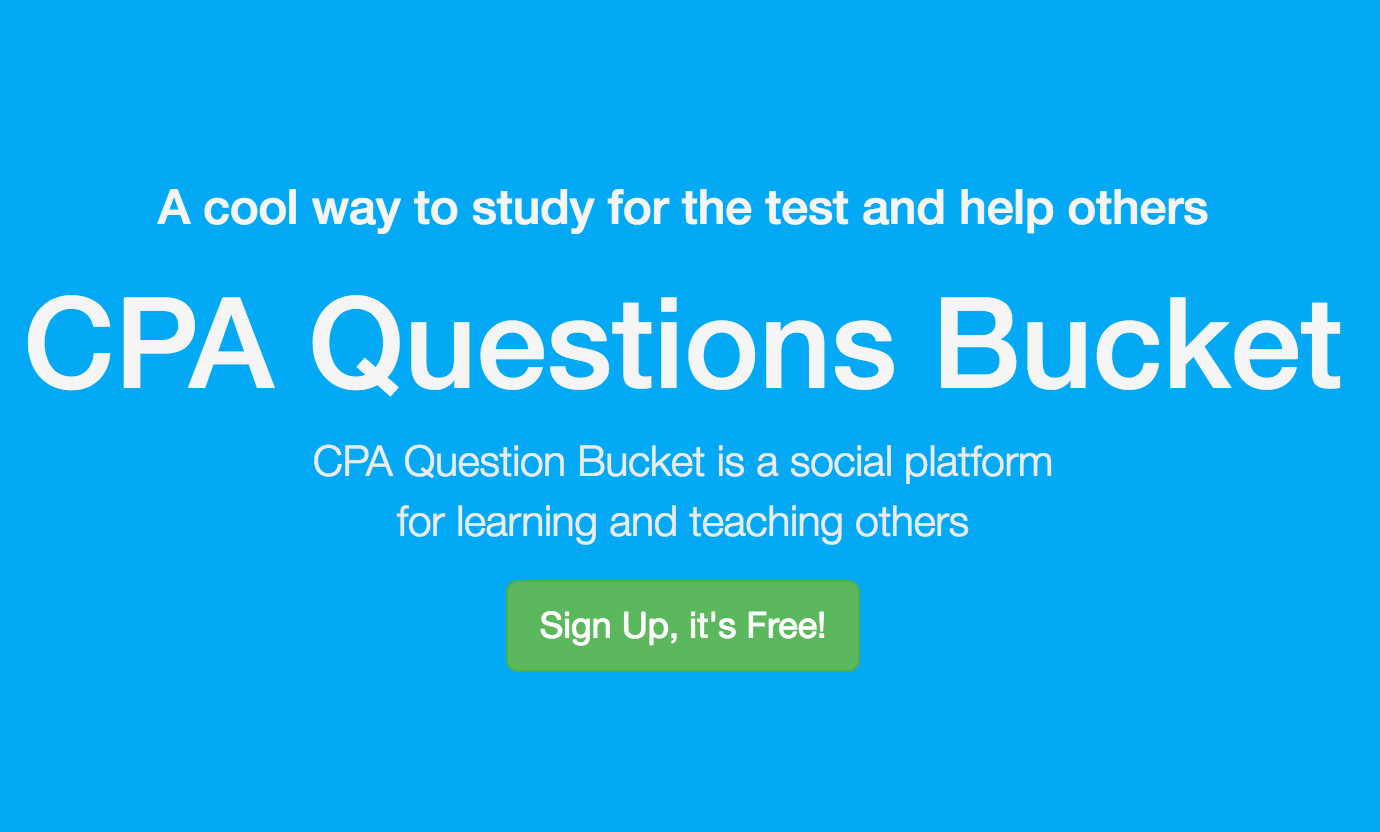 A cool way to study for the test and help others
CPA Questions Bucket
CPA Question Bucket is a social platform
for learning and teaching others
Sign Up, it's Free!